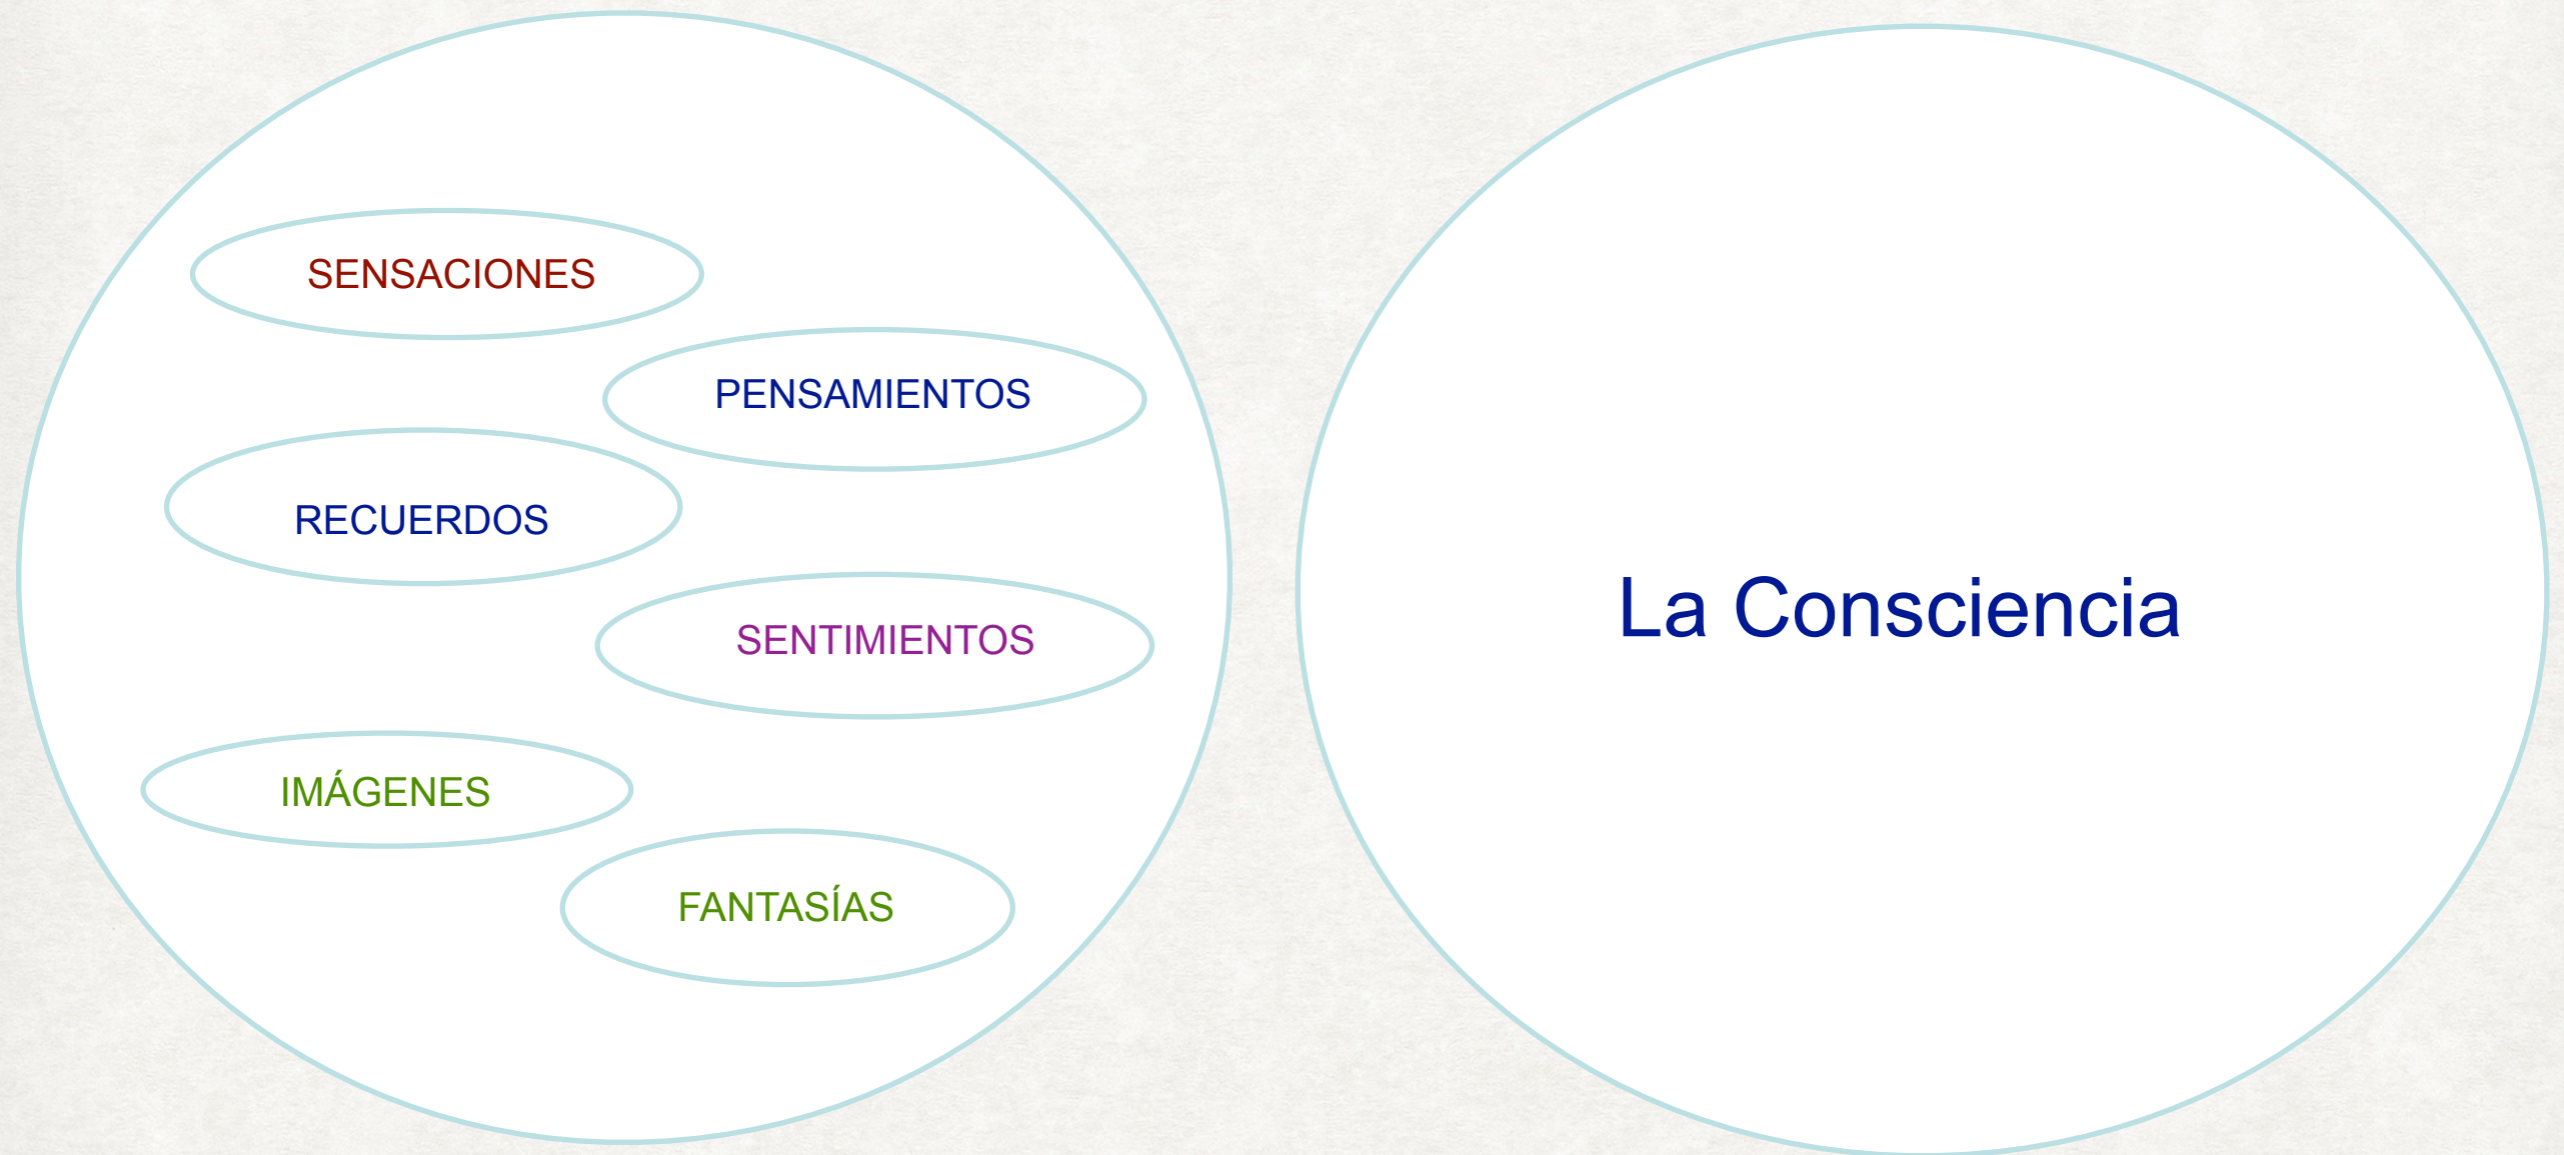 SENSACIONES
PENSAMIENTOS
RECUERDOS
SENTIMIENTOS
IMÁGENES
FANTASÍAS
La Consciencia